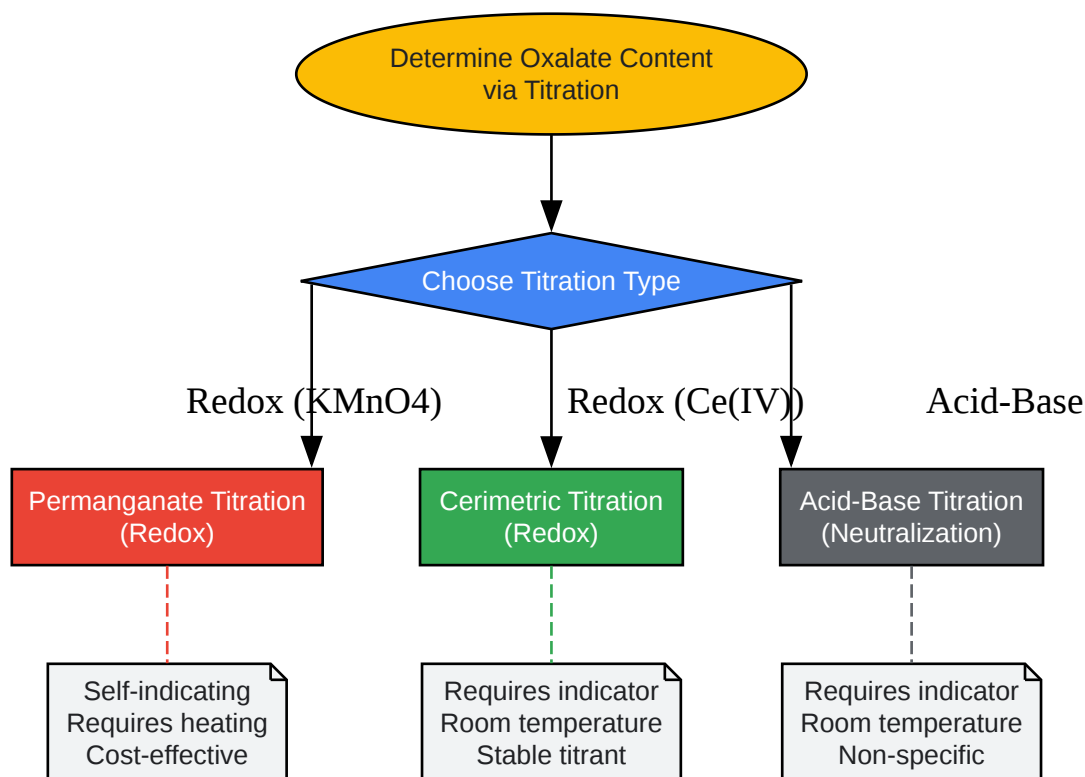 Determine Oxalate Content
via Titration
Choose Titration Type
Redox (KMnO4)
Redox (Ce(IV))
Acid-Base
Permanganate Titration
(Redox)
Cerimetric Titration
(Redox)
Acid-Base Titration
(Neutralization)
Self-indicating
Requires heating
Cost-effective
Requires indicator
Room temperature
Stable titrant
Requires indicator
Room temperature
Non-specific